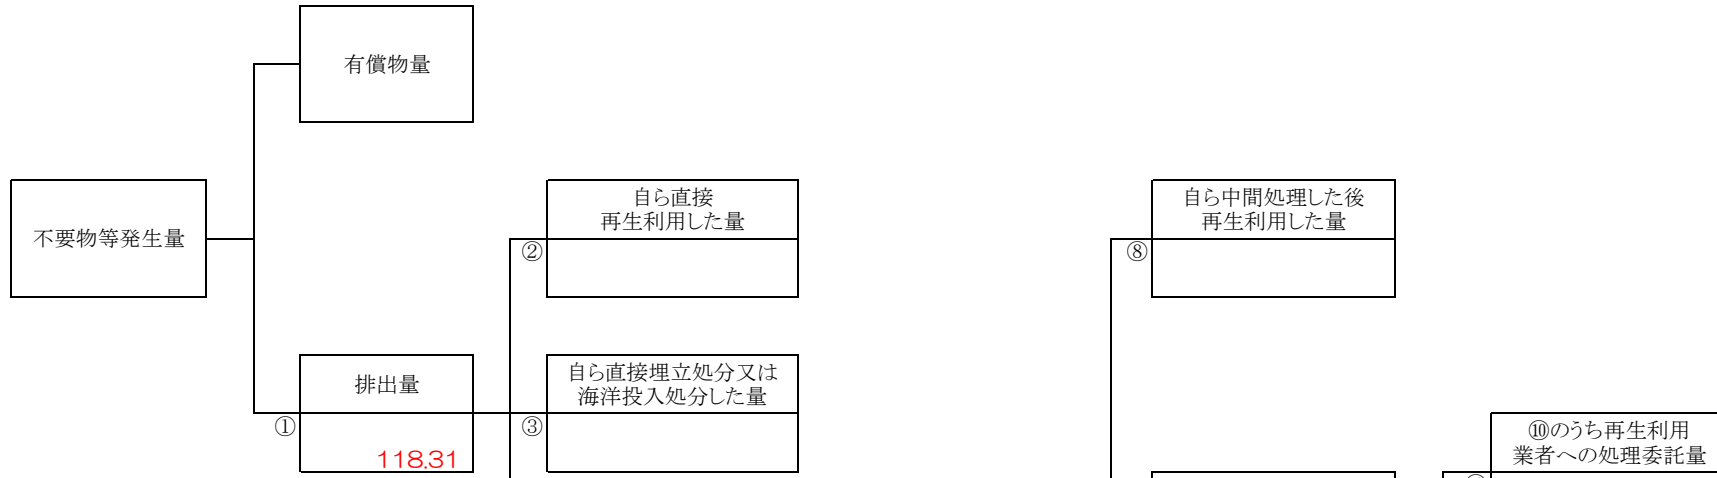 有償物量
不要物等発生量
自ら直接
再生利用した量
②
自ら中間処理した後
再生利用した量
⑧
排出量
①
118.31
自ら直接埋立処分又は
海洋投入処分した量
③
⑩のうち再生利用
業者への処理委託量